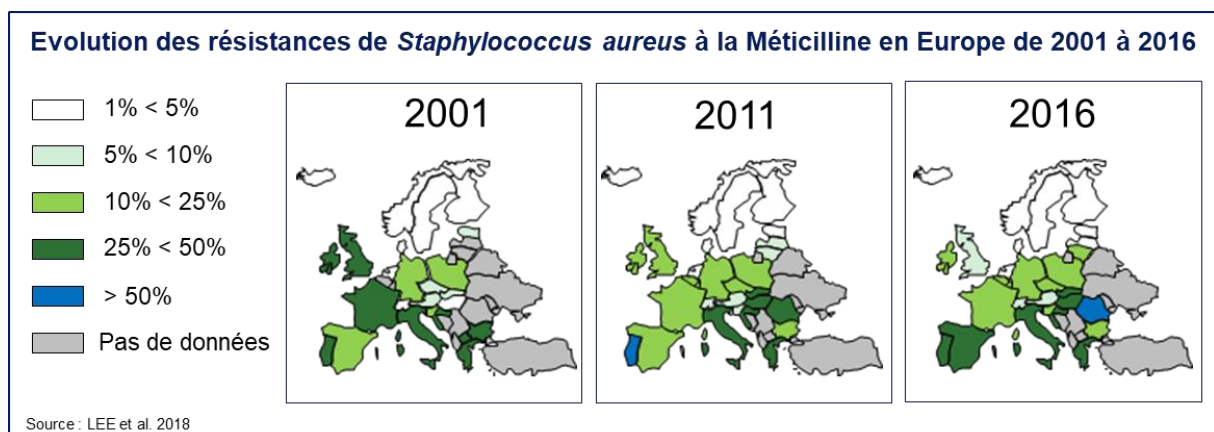 Evolution des résistances de Staphylococcus aureus à la Méticilline en Europe de 2001 à 2016
1% < 5%
5% < 10%
10% < 25%
25% < 50%
> 50%
Pas de données
2001
2011
2016
Source : LEE et al. 2018